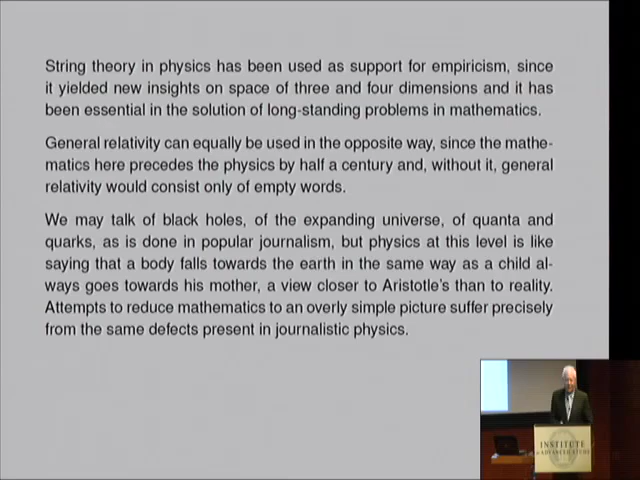 String theory in physics has been used as support for empiricism, since
it yielded new insights on space of three and four dimensions and it has
been essential in the solution of long-standing problems in mathematics.
General relativity can equally be used in the opposite way, since the mathe-
matics here precedes the physics by half a century and, without it, general
relativity would consist only of empty words.
We may talk of black holes, of the expanding universe, of quanta and
quarks, as is done in popular journalism, but physics at this level is like
saying that a body falls towards the earth in the same way as a child al-
ways goes towards his mother, a view closer to Aristotle's than to reality.
Attempts to reduce mathematics to an overly simple picture suffer precisely
from the same defects present in journalistic physics.
INSTITUTE
ADVANCED STUDY